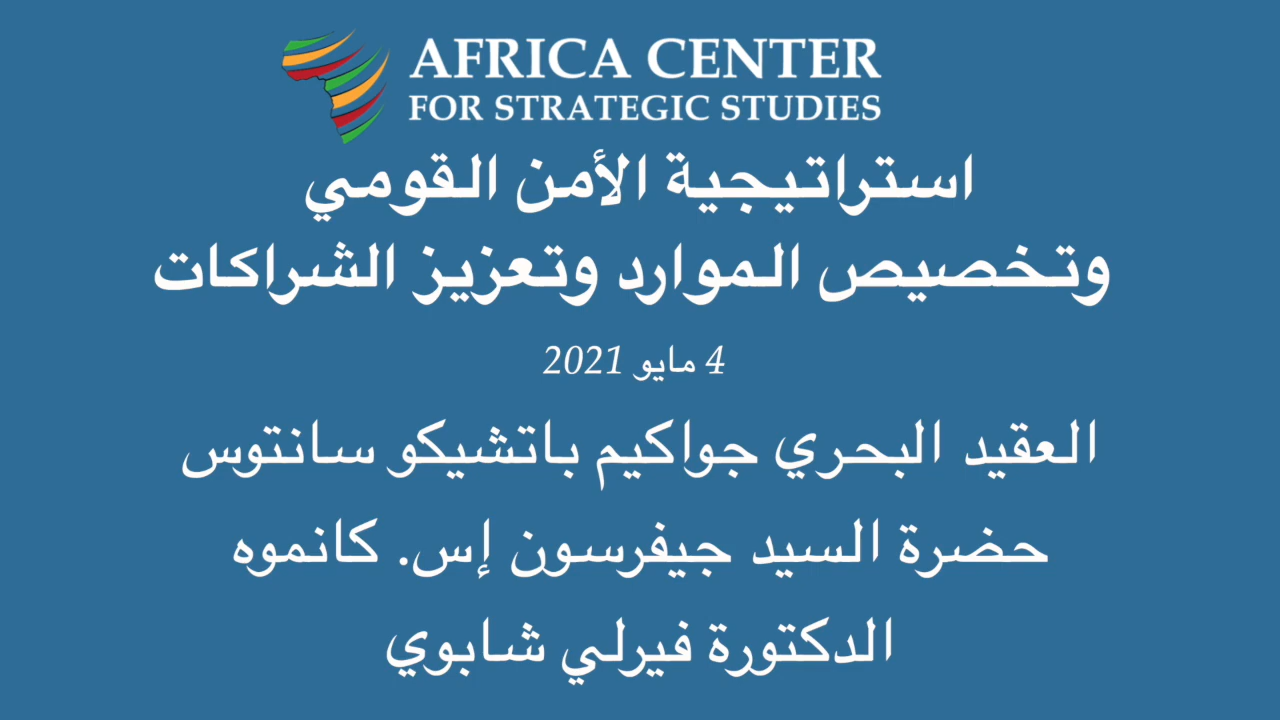 AFRICA CENTER
FOR STRATEGIC STUDIES
استراتيجية الأمن القومي
وتخصيص الموارد وتعزيز الشراكات
4 مايو 2021
العقيد البحري جواكيم باتشيكو سانتوس
حضرة السيد جيفرسون إس. كانموه
الدكتورة فيرلي شابوي